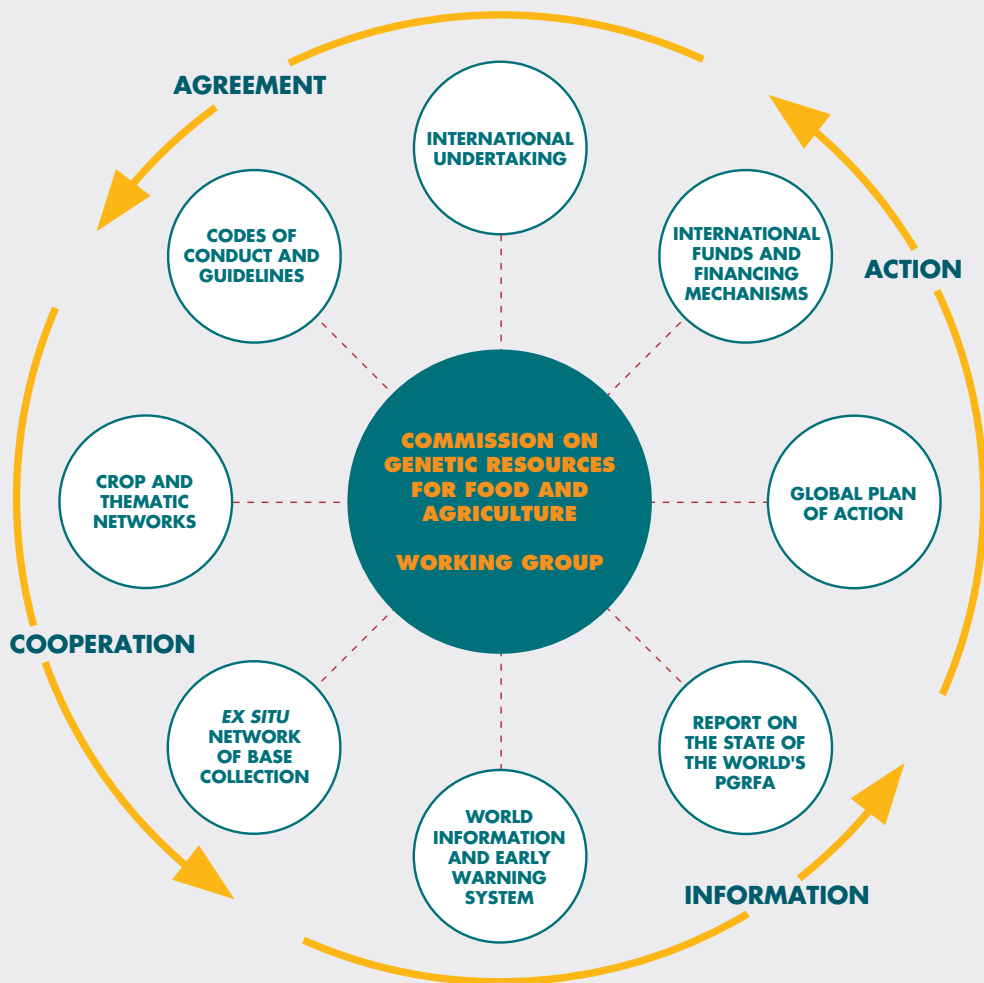 AGREEMENT
INTERNATIONAL
UNDERTAKING
CODES OF
CONDUCT AND
GUIDELINES
INTERNATIONAL
FUNDS AND
FINANCING
MECHANISMS
ACTION
COMMISSION ON
GENETIC RESOURCES
FOR FOOD AND
AGRICULTURE
WORKING GROUP
CROP AND
THEMATIC
NETWORKS
GLOBAL PLAN
OF ACTION
COOPERATION
EX SITU
NETWORK
OF BASE
COLLECTION
REPORT ON
THE STATE OF
THE WORLD'S
PGRFA
WORLD
INFORMATION
AND EARLY
WARNING
SYSTEM
INFORMATION